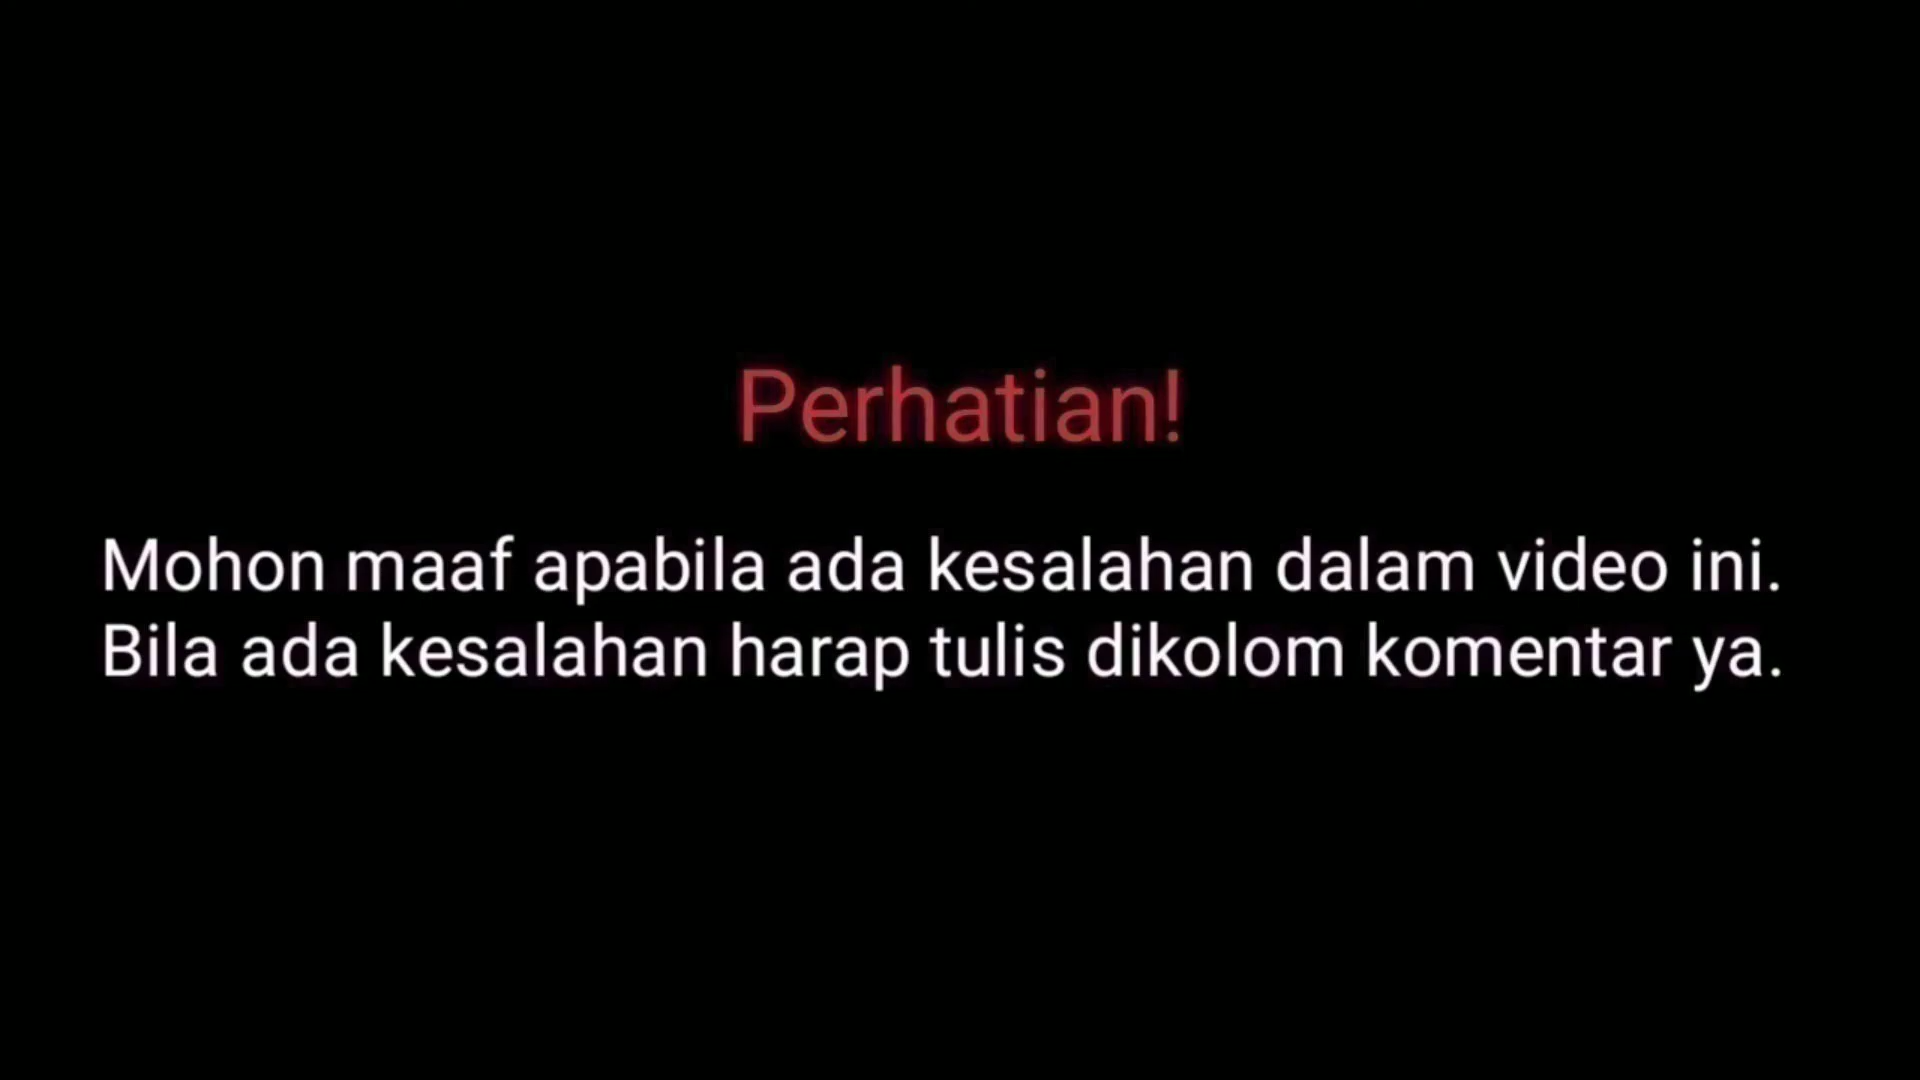 Perhatian!
Mohon maaf apabila ada kesalahan dalam video ini.
Bila ada kesalahan harap tulis dikolom komentar ya.